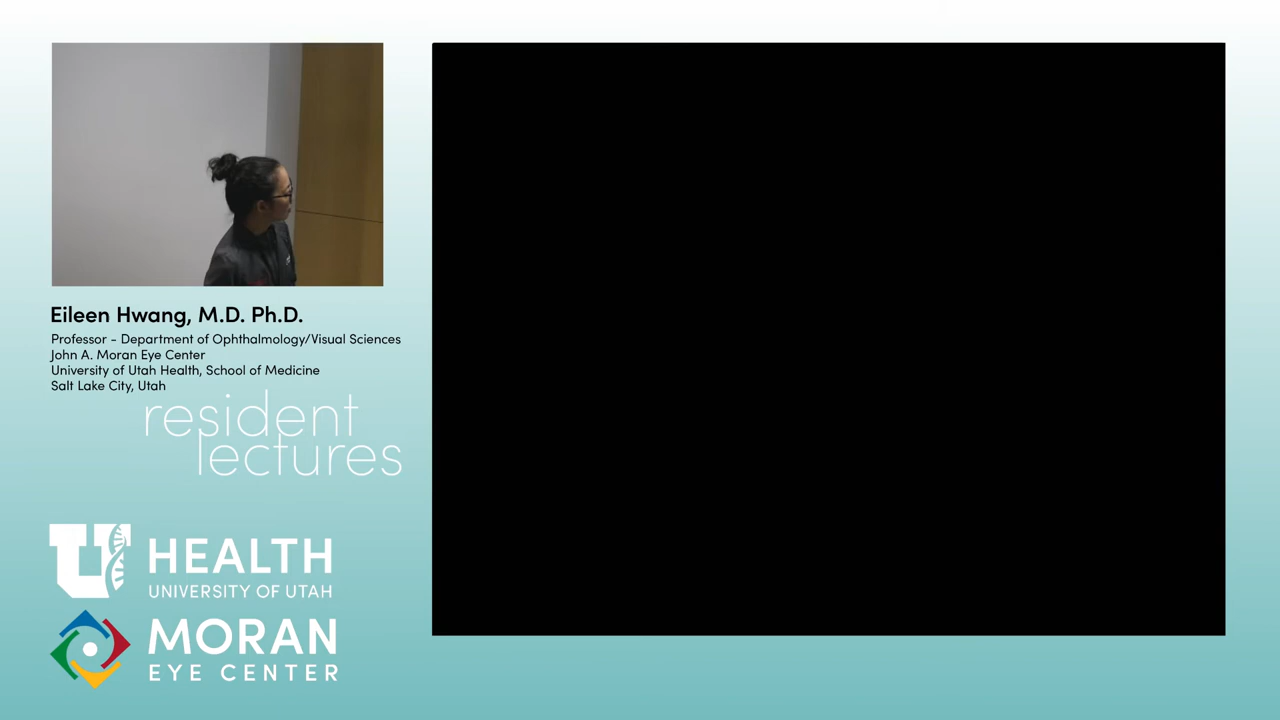 Eileen Hwang, M.D. Ph.D.
Professor - Department of Ophthalmology/Visual Sciences
John A. Moran Eye Center
University of Utah Health, School of Medicine
Salt Lake City, Utah
resident
lectures
U HEALTH
UNIVERSITY OF UTAH
MORAN
EYE CENTER